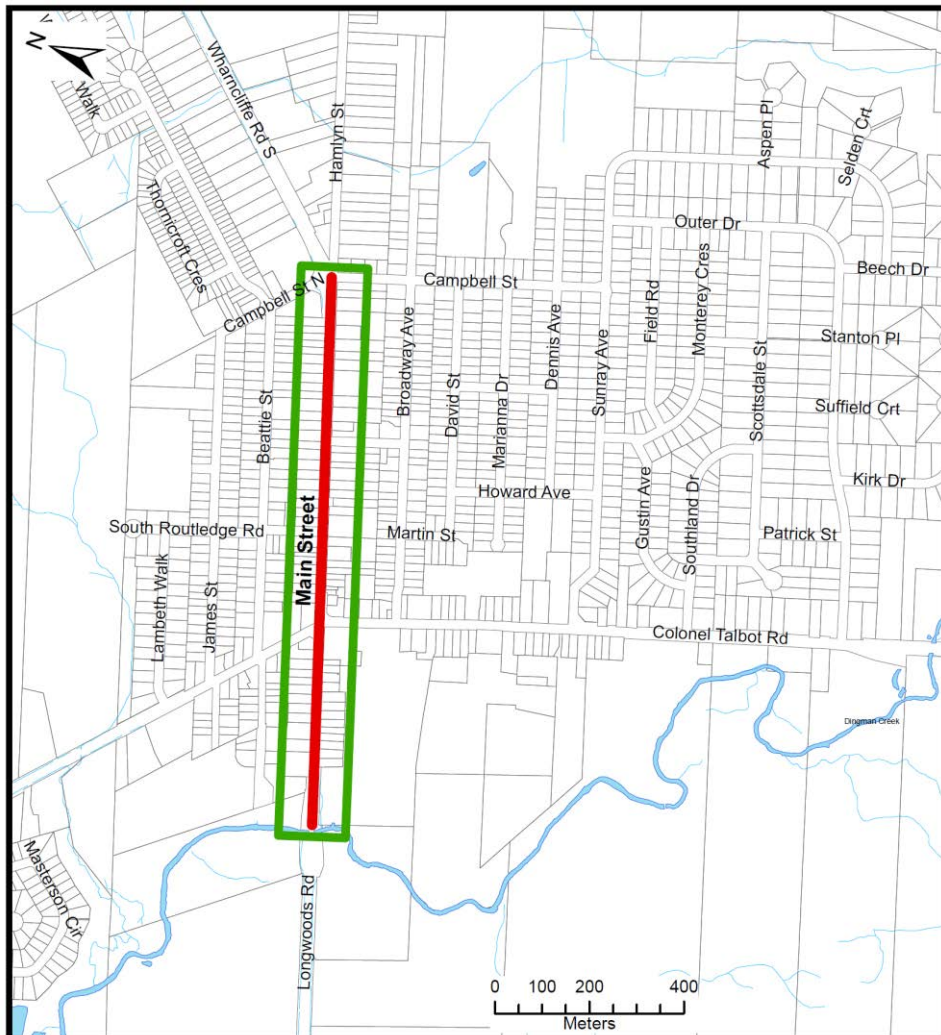 N
Walk
Wharncliffe Rd S
Hamlyn St
Aspen Pl
Selden Crt
Thornicroft Cres
Outer Dr
Beech Dr
Campbell St N
Campbell St
Monterey Cres
Field Rd
Stanton Pl
Broadway Ave
Dennis Ave
Sunray Ave
Scottsdale St
Beattie St
David St
Marianna Dr
Suffield Crt
Howard Ave
Kirk Dr
Main Street
South Routledge Rd
Martin St
Gustin Ave
Southland Dr
Patrick St
Lambeth Walk
James St
Colonel Talbot Rd
Dingman Creek
Masterson Cir
Longwoods Rd
0 100 200 400
Meters